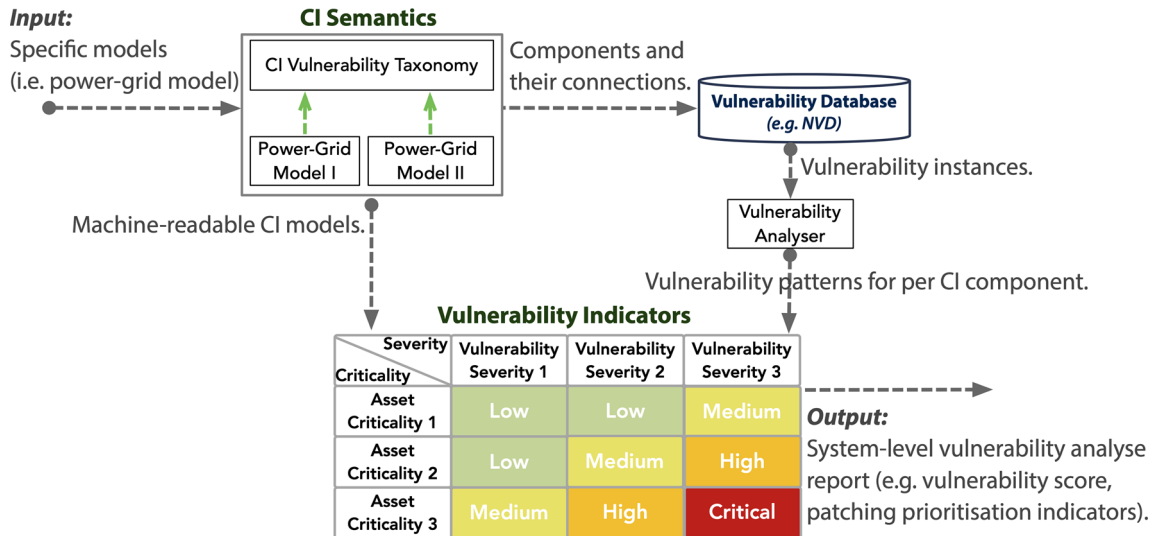 Input:
Specific models
(i.e. power-grid model)
CI Semantics
CI Vulnerability Taxonomy
Power-Grid
Model I
Power-Grid
Model II
Components and
their connections.
Vulnerability Database
(e.g. NVD)
Vulnerability instances.
Vulnerability
Analyser
Machine-readable CI models.
Vulnerability patterns for per CI component.
Vulnerability Indicators
Severity
Criticality
Vulnerability
Severity 1
Vulnerability
Severity 2
Vulnerability
Severity 3
Asset
Criticality 1
Low
Low
Medium
Asset
Criticality 2
Low
Medium
High
Asset
Criticality 3
Medium
High
Critical
Output:
System-level vulnerability analyse
report (e.g. vulnerability score,
patching prioritisation indicators).